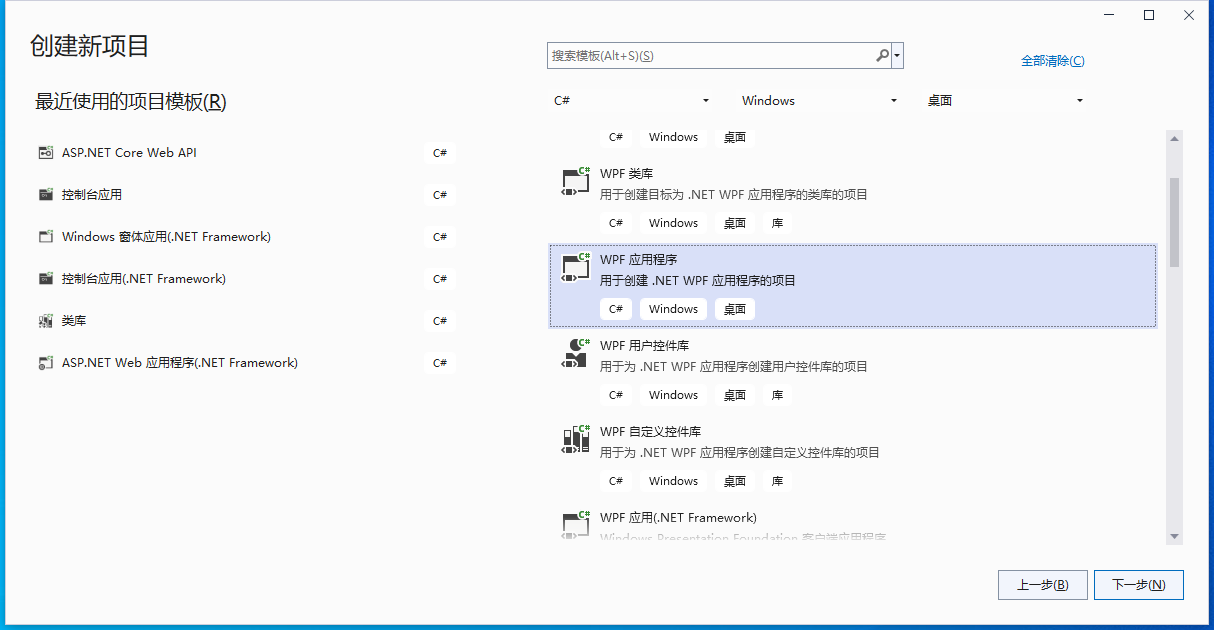 创建新项目
搜索模板(Alt+S)(S)
全部清除(C)
最近使用的项目模板(R)
C# Windows 桌面
ASP.NET Core Web API C#
控制台应用 C#
Windows 窗体应用(.NET Framework) C#
控制台应用(.NET Framework) C#
类库 C#
ASP.NET Web 应用程序(.NET Framework) C#
C# Windows 桌面
WPF 类库
用于创建目标为 .NET WPF 应用程序的类库的项目
C# Windows 桌面 库
WPF 应用程序
用于创建 .NET WPF 应用程序的项目
C# Windows 桌面
WPF 用户控件库
用于为 .NET WPF 应用程序创建用户控件库的项目
C# Windows 桌面 库
WPF 自定义控件库
用于为 .NET WPF 应用程序创建自定义控件库的项目
C# Windows 桌面 库
WPF 应用(.NET Framework)
Windows Presentation Foundation 客户端应用程序
上一步(B) 下一步(N)